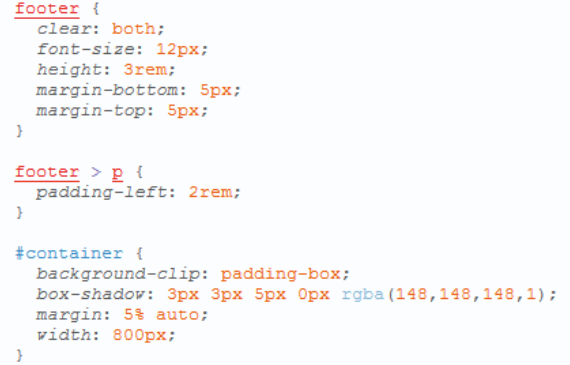 footer {
  clear: both;
  font-size: 12px;
  height: 3rem;
  margin-bottom: 5px;
  margin-top: 5px;
}

footer > p {
  padding-left: 2rem;
}

#container {
  background-clip: padding-box;
  box-shadow: 3px 3px 5px 0px rgba(148,148,148,1);
  margin: 5% auto;
  width: 800px;
}